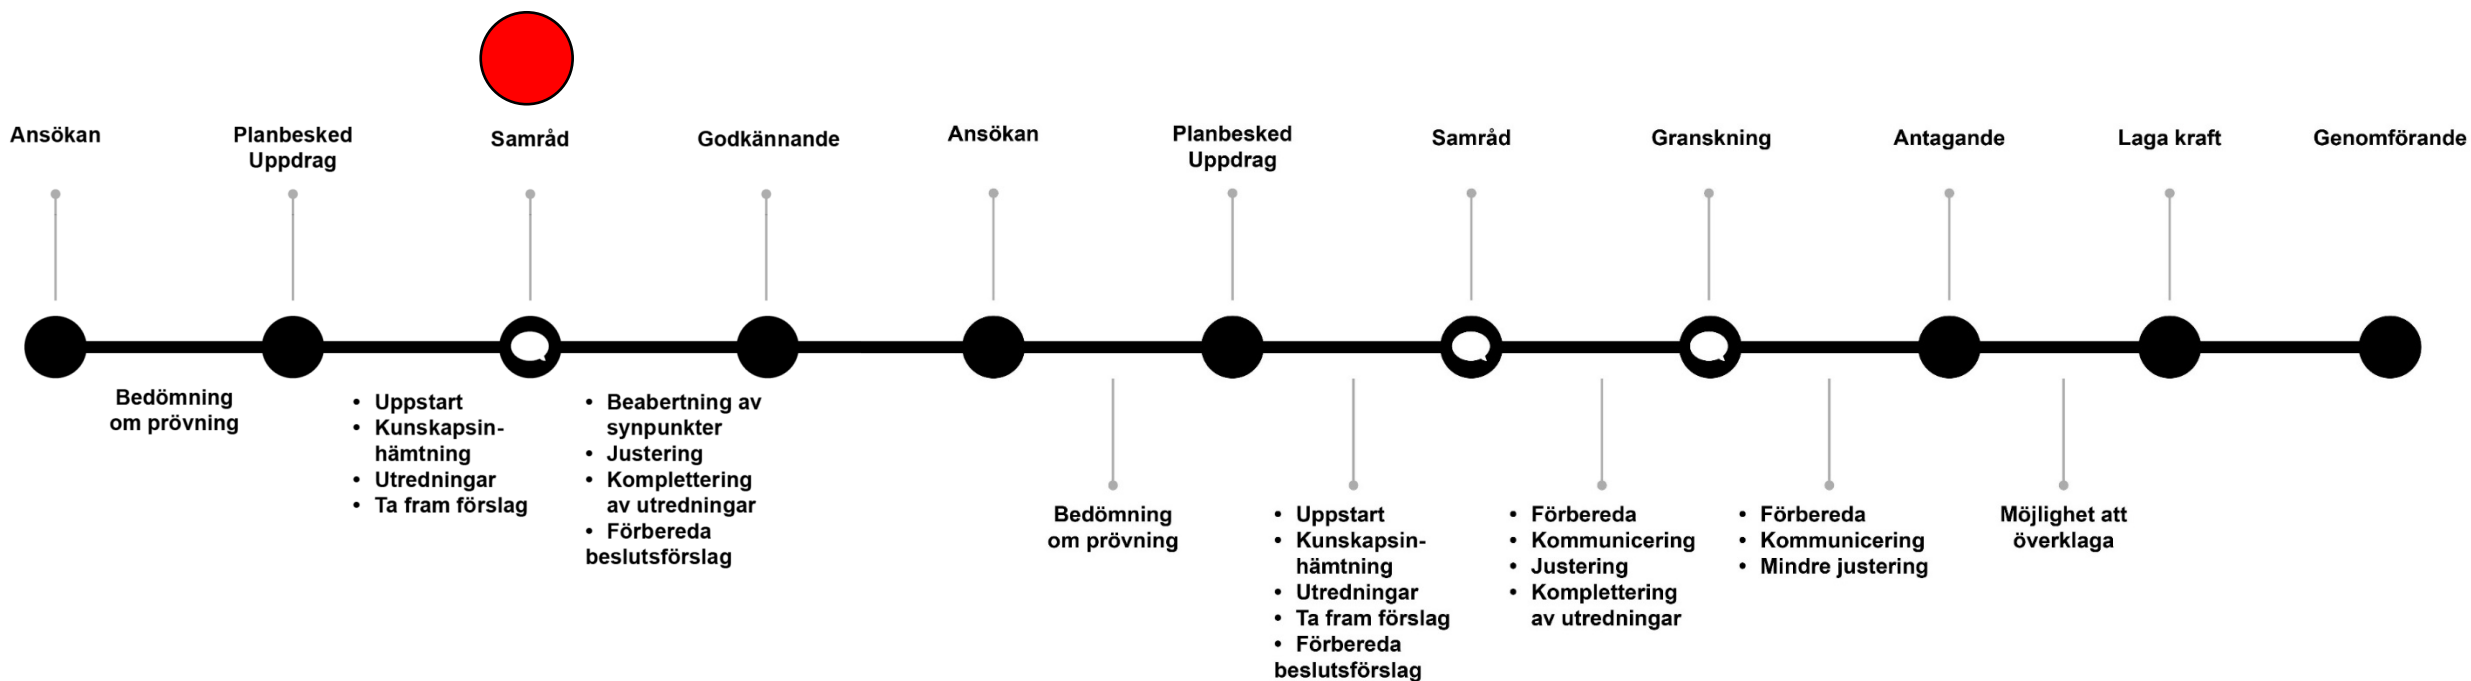 Ansökan
Planbesked
Uppdrag
Samråd
Godkännande
Ansökan
Planbesked
Uppdrag
Samråd
Granskning
Antagande
Laga kraft
Genomförande
Bedömning
om prövning
• Uppstart
• Kunskapsin-
hämtning
• Utredningar
• Ta fram förslag
• Beabertning av
synpunkter
• Justering
• Komplettering
av utredningar
• Förbereda
beslutsförslag
Bedömning
om prövning
• Uppstart
• Kunskapsin-
hämtning
• Utredningar
• Ta fram förslag
• Förbereda
beslutsförslag
• Förbereda
• Kommunicering
• Justering
• Komplettering
av utredningar
• Förbereda
• Kommunicering
• Mindre justering
Möjlighet att
överklaga